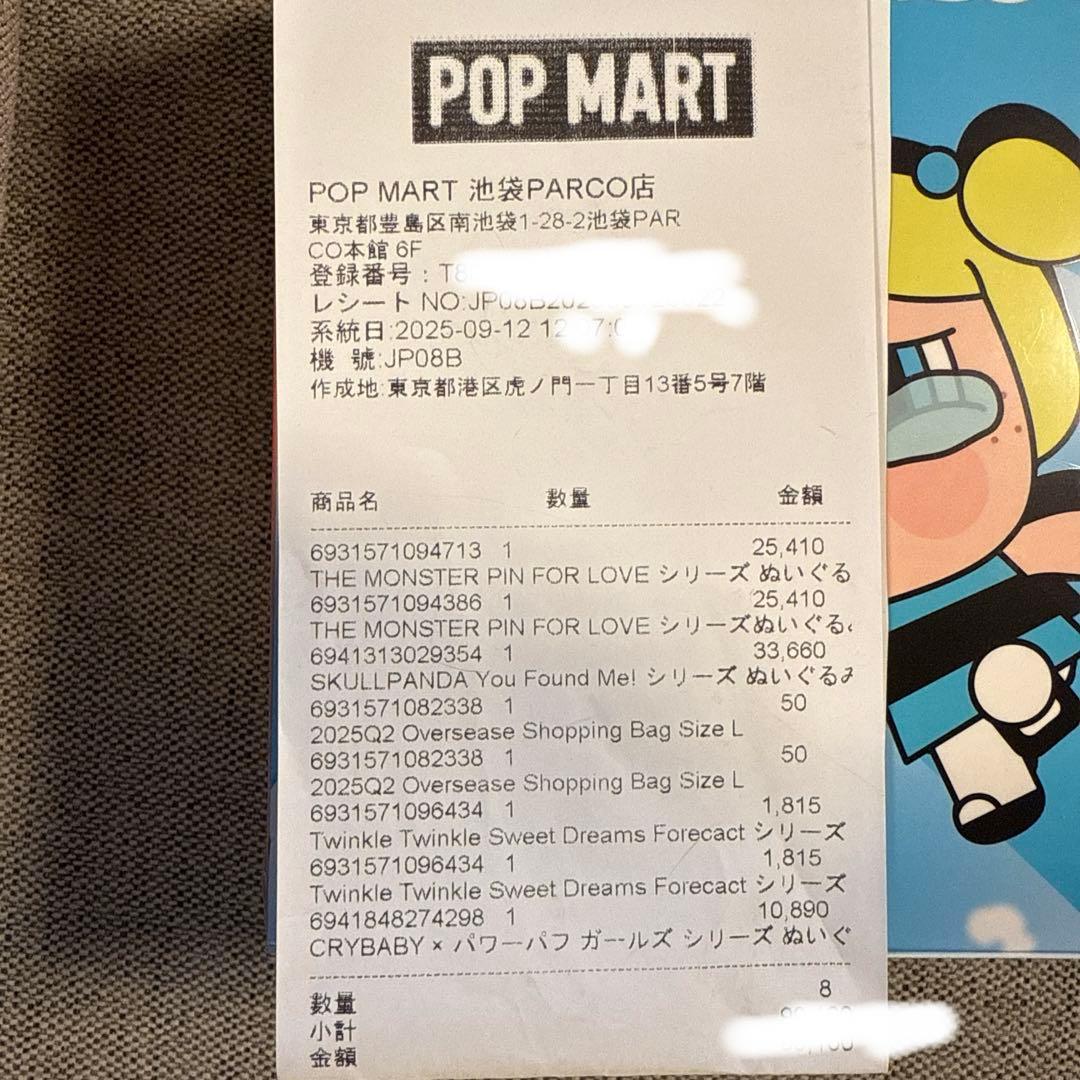 POP MART
POP MART 池袋PARCO店
東京都豊島区南池袋1-28-2池袋PAR
CO本館 6F
登録番号：T8
レシート NO:JP08B202
系統日:2025-09-12
機 號:JP08B
作成地:東京都港区虎ノ門一丁目13番5号7階
商品名 数量 金額
6931571094713 1 25,410
THE MONSTER PIN FOR LOVE シリーズ ぬいぐる
6931571094386 1 25,410
THE MONSTER PIN FOR LOVE シリーズぬいぐる
6941313029354 1 33,660
SKULLPANDA You Found Me! シリーズ ぬいぐるみ
6931571082338 1 50
2025Q2 Oversease Shopping Bag Size L
6931571082338 1 50
2025Q2 Oversease Shopping Bag Size L
6931571096434 1 1,815
Twinkle Twinkle Sweet Dreams Forecact シリーズ
6931571096434 1 1,815
Twinkle Twinkle Sweet Dreams Forecact シリーズ
6941848274298 1 10,890
CRYBABY × パワーパフ ガールズ シリーズ ぬいぐ
数量 8
小計
金額